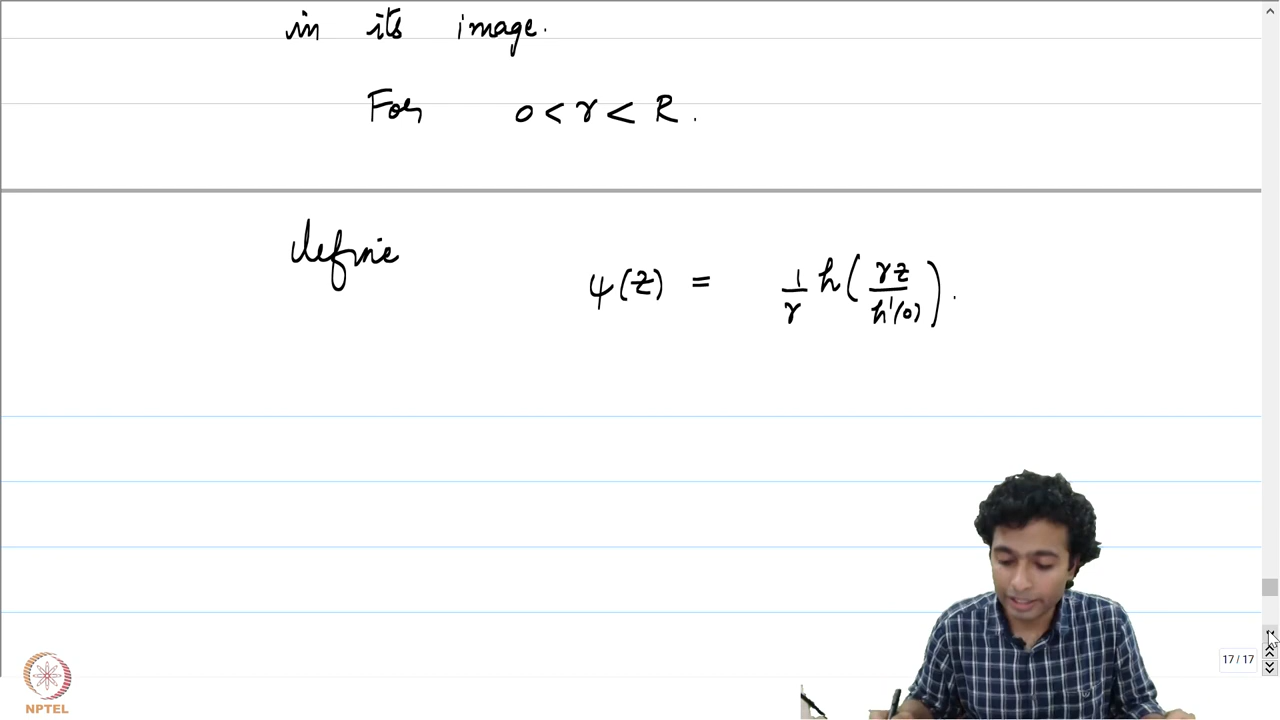 in its image.
For 0 < r < R.
define ψ(z) = 1/r h(rz/h'(0)).
17 / 17
NPTEL